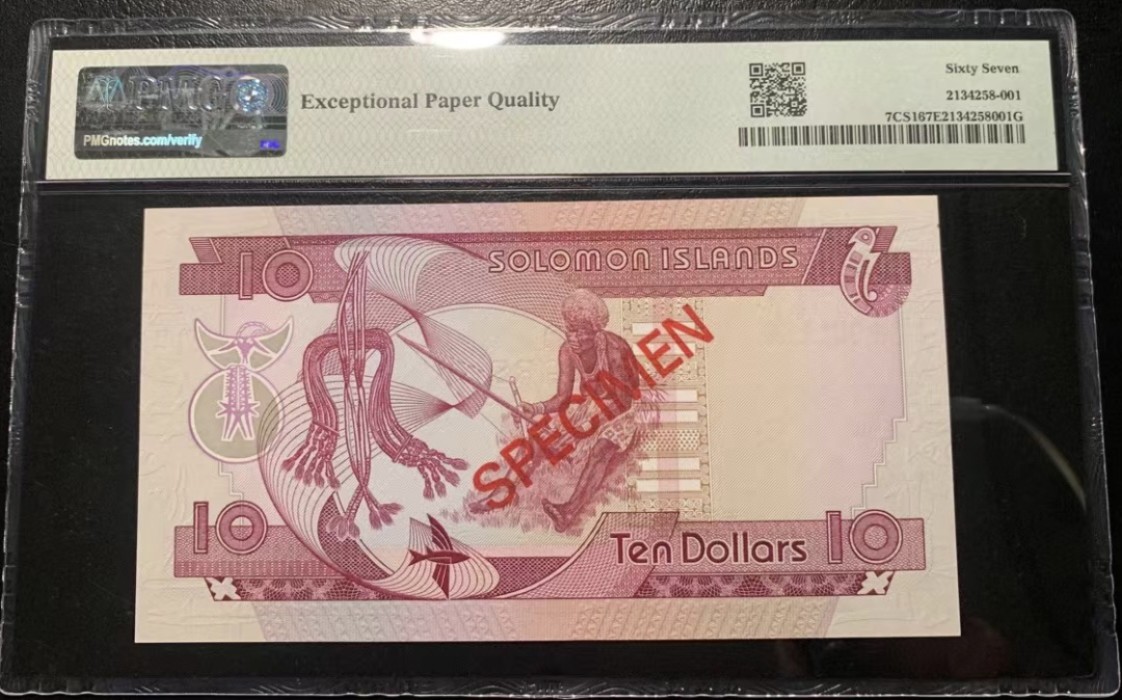 PMG
PMGnotes.com/verify
Exceptional Paper Quality
Sixty Seven
2134258-001
7CS167E2134258001G
10
SOLOMON ISLANDS
SPECIMEN
10
Ten Dollars
10